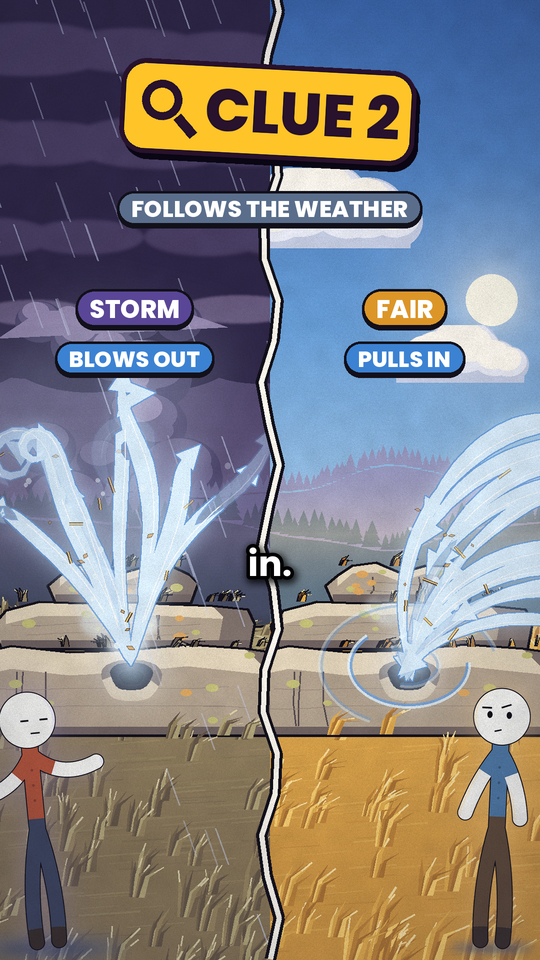 CLUE 2
FOLLOWS THE WEATHER
STORM
BLOWS OUT
FAIR
PULLS IN
in.